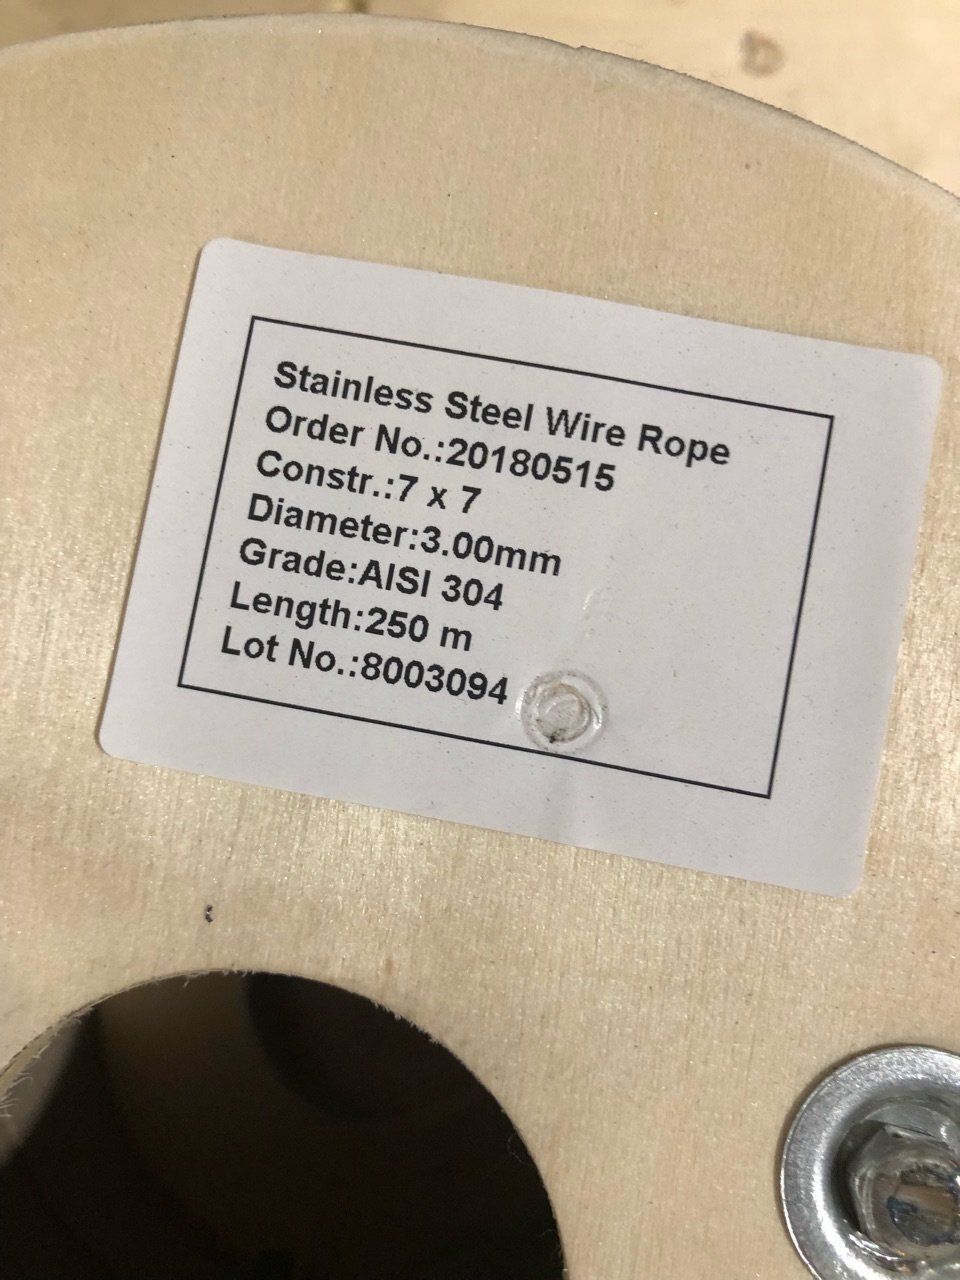 Stainless Steel Wire Rope
Order No.:20180515
Constr.:7 x 7
Diameter:3.00mm
Grade:AISI 304
Length:250 m
Lot No.:8003094